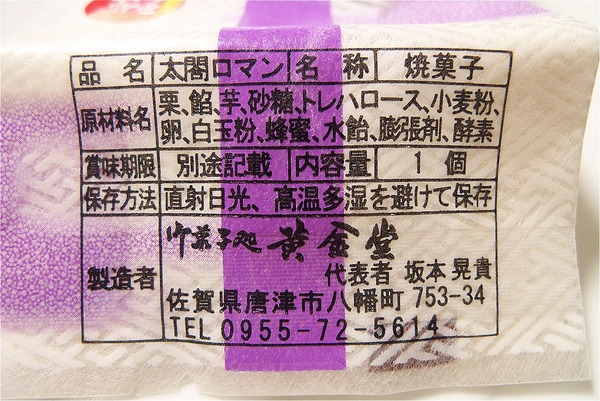 品名 太閤ロマン 名称 焼菓子
原材料名 栗、餡、芋、砂糖、トレハロース、小麦粉、
卵、白玉粉、蜂蜜、水飴、膨張剤、酵素
賞味期限 別途記載 内容量 1個
保存方法 直射日光、高温多湿を避けて保存
製造者 御菓子処 黄金堂
代表者 坂本晃貴
佐賀県唐津市八幡町 753-34
TEL 0955-72-5614